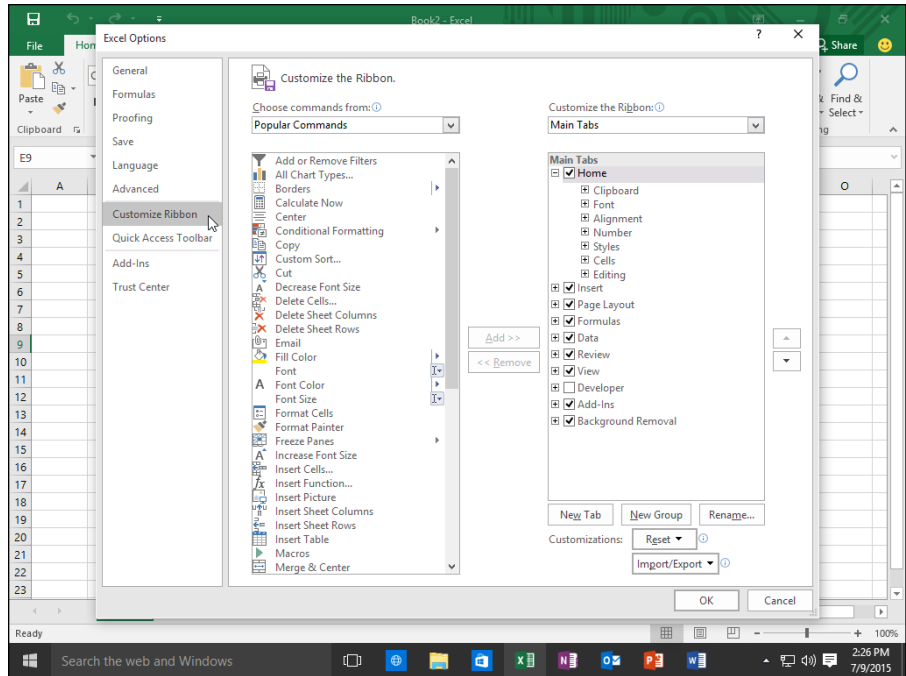 Book2 - Excel
File
Hon
Share
Excel Options
?
Paste
Clipboard
Find &
Select
ng
E9
A
O
1
2
3
4
5
6
7
8
9
10
11
12
13
14
15
16
17
18
19
20
21
22
23
General
Formulas
Proofing
Save
Language
Advanced
Customize Ribbon
Quick Access Toolbar
Add-Ins
Trust Center
Customize the Ribbon.
Choose commands from:
Popular Commands
Add or Remove Filters
All Chart Types...
Borders
Calculate Now
Center
Conditional Formatting
Copy
Custom Sort...
Cut
Decrease Font Size
Delete Cells...
Delete Sheet Columns
Delete Sheet Rows
Email
Fill Color
Font
Font Color
Font Size
Format Cells
Format Painter
Freeze Panes
Increase Font Size
Insert Cells...
Insert Function...
Insert Picture
Insert Sheet Columns
Insert Sheet Rows
Insert Table
Macros
Merge & Center
Add >>
<< Remove
Customize the Ribbon:
Main Tabs
Main Tabs
Home
Clipboard
Font
Alignment
Number
Styles
Cells
Editing
Insert
Page Layout
Formulas
Data
Review
View
Developer
Add-Ins
Background Removal
New Tab
New Group
Rename...
Customizations:
Reset
Import/Export
OK
Cancel
Ready
100%
Search the web and Windows
2:26 PM
7/9/2015